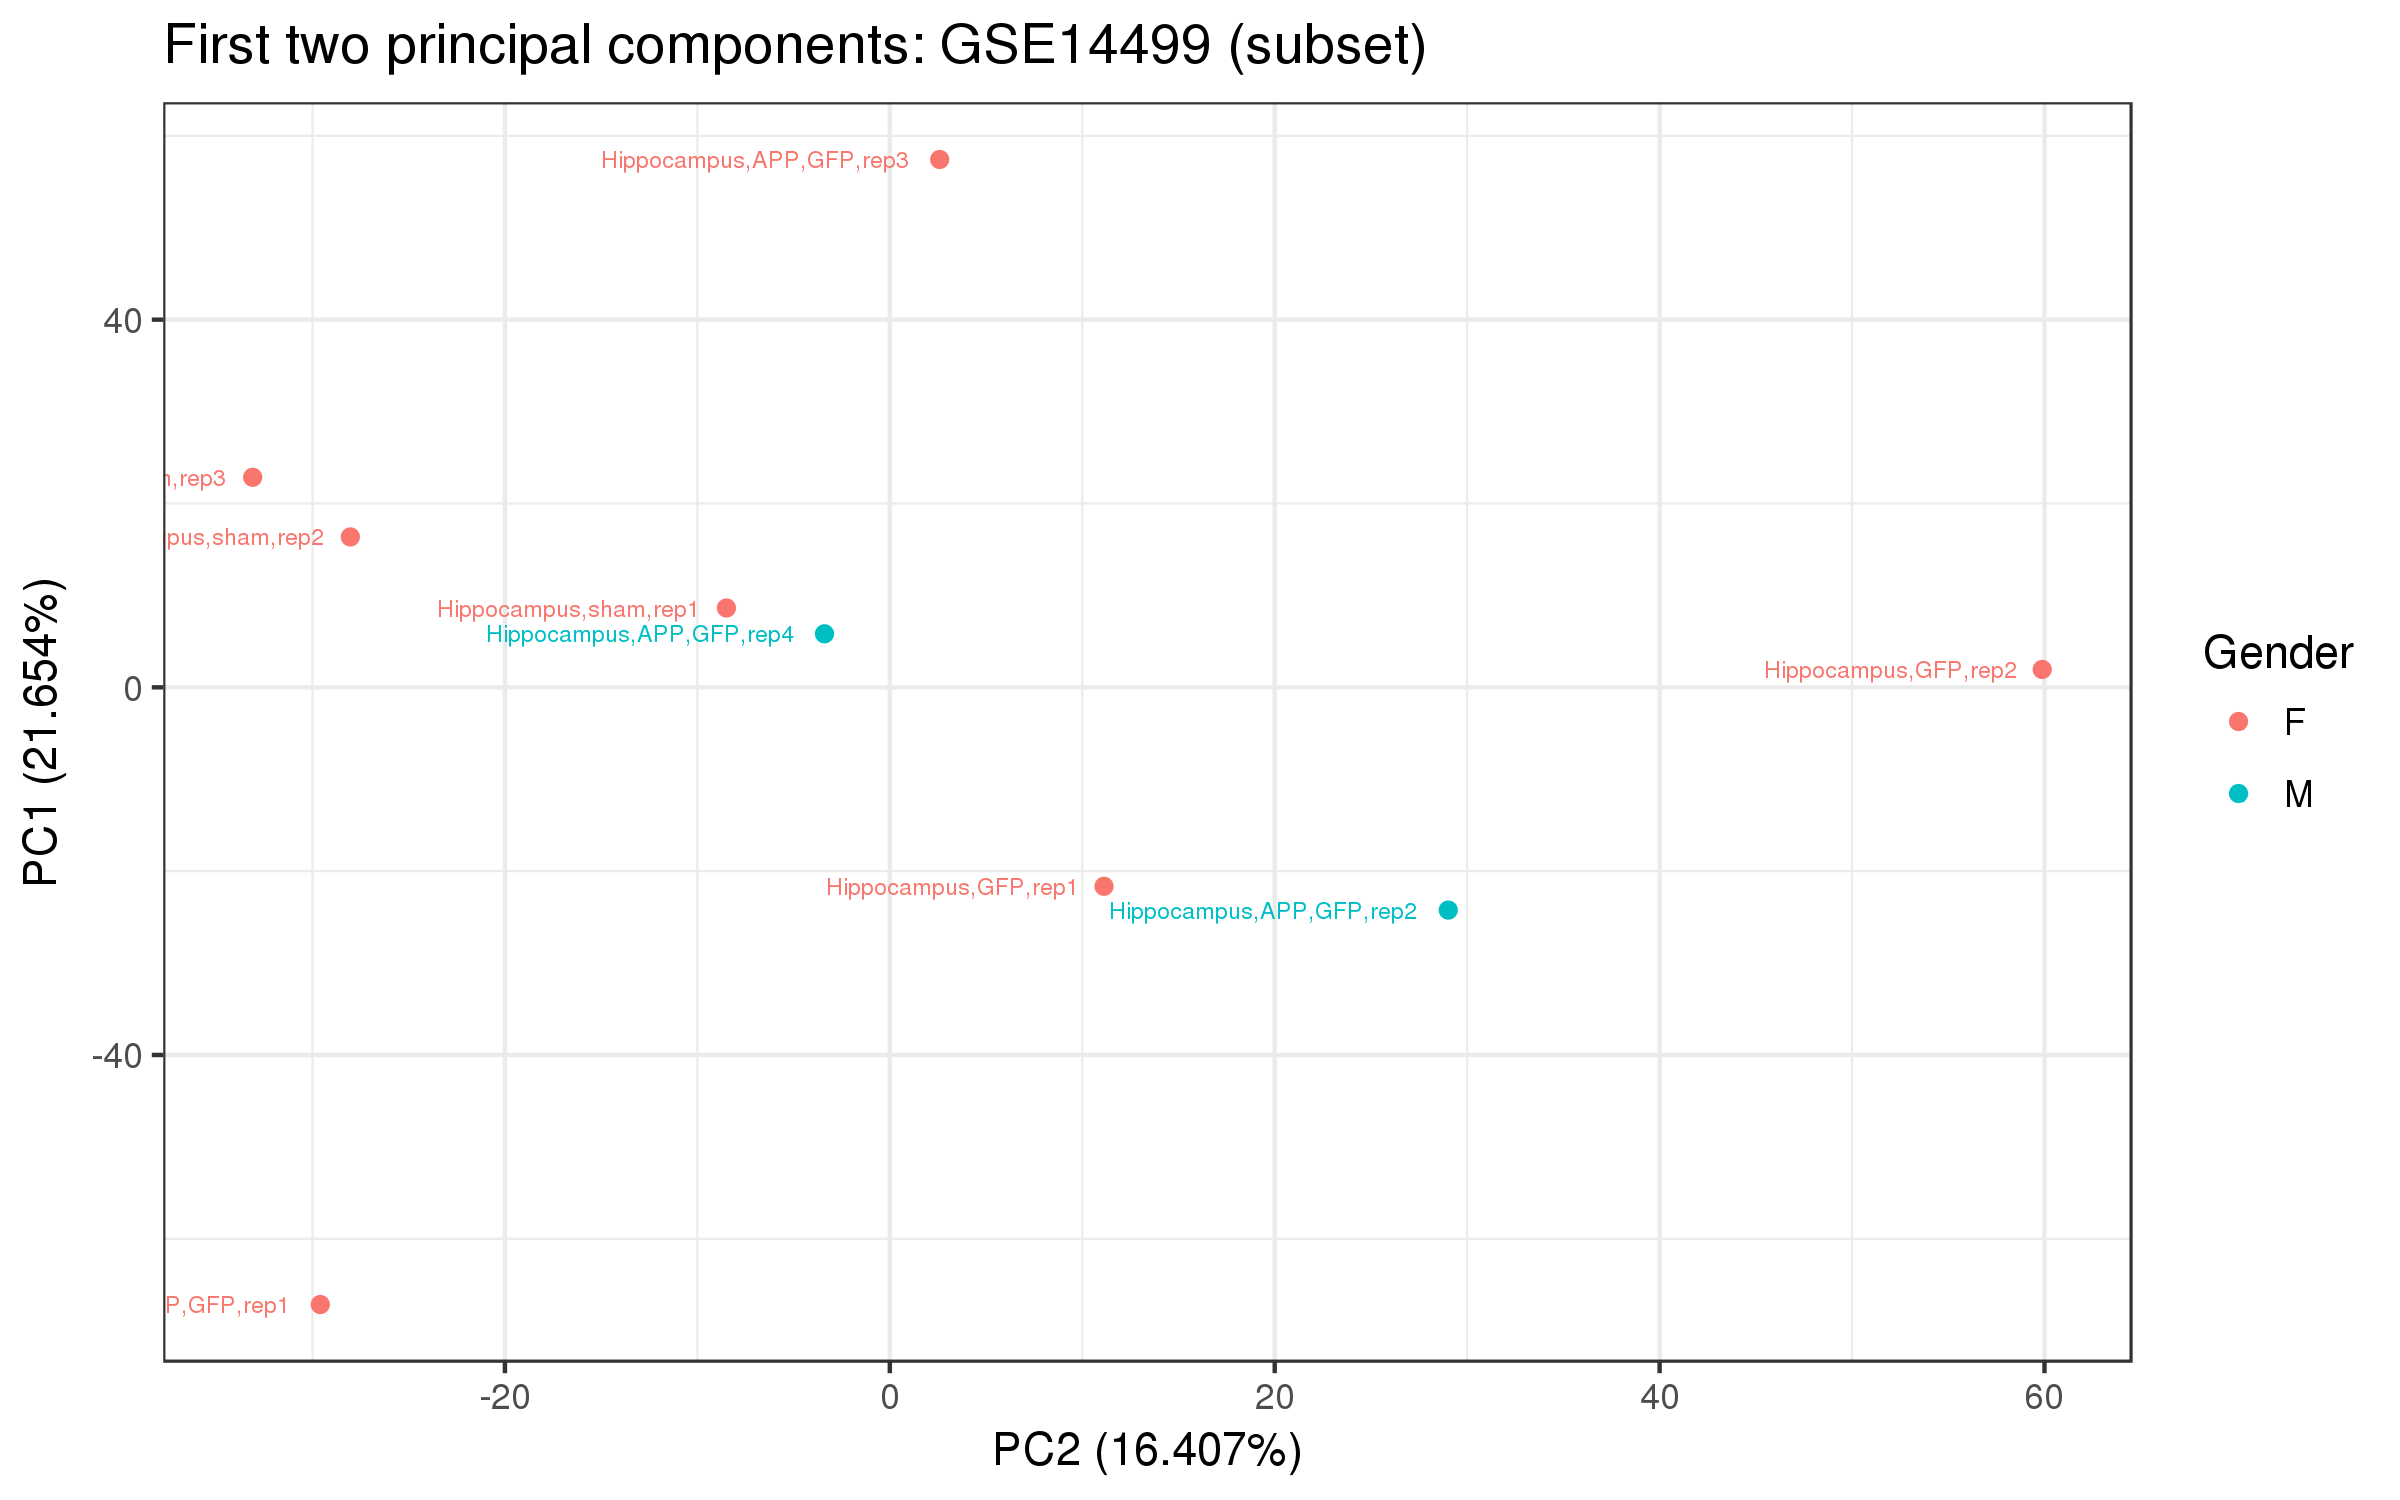 First two principal components: GSE14499 (subset)
Hippocampus,APP,GFP,rep3
40
,rep3
pus,sham,rep2
Hippocampus,sham,rep1
Hippocampus,APP,GFP,rep4
Hippocampus,GFP,rep2
0
PC1 (21.654%)
Gender
F
M
Hippocampus,GFP,rep1
Hippocampus,APP,GFP,rep2
-40
P,GFP,rep1
-20
0
20
40
60
PC2 (16.407%)